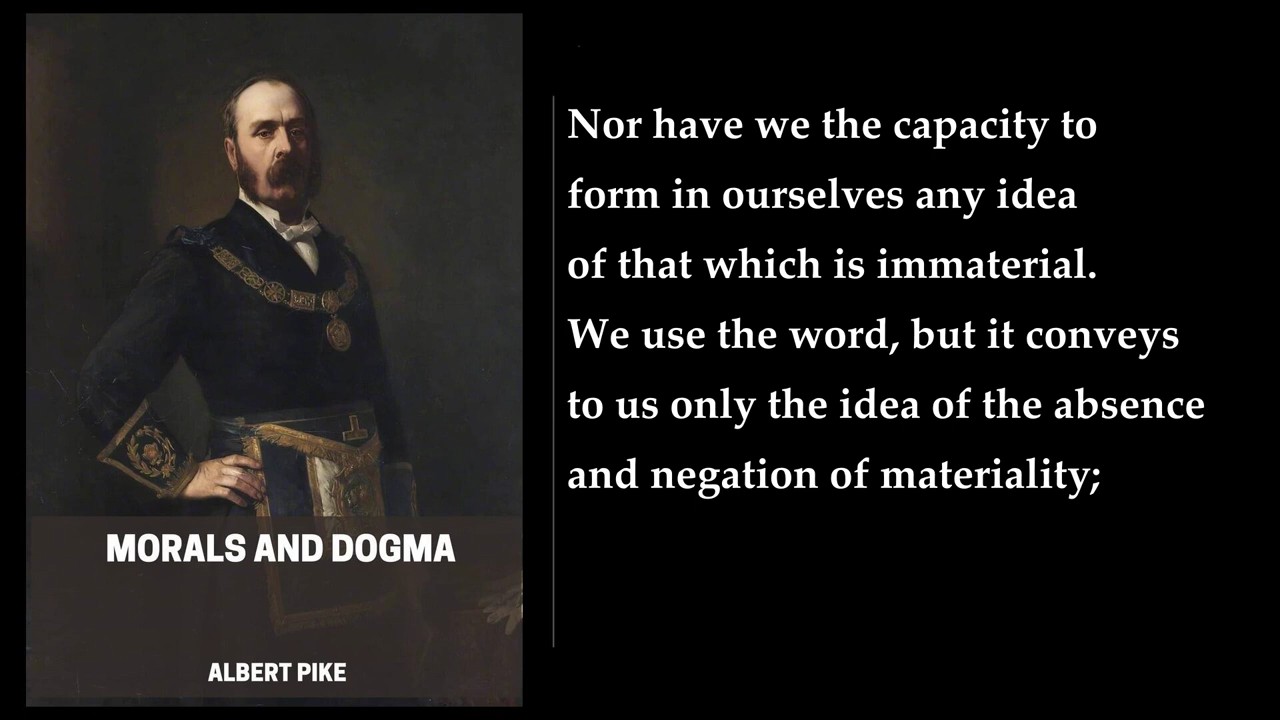 MORALS AND DOGMA
ALBERT PIKE
Nor have we the capacity to
form in ourselves any idea
of that which is immaterial.
We use the word, but it conveys
to us only the idea of the absence
and negation of materiality;